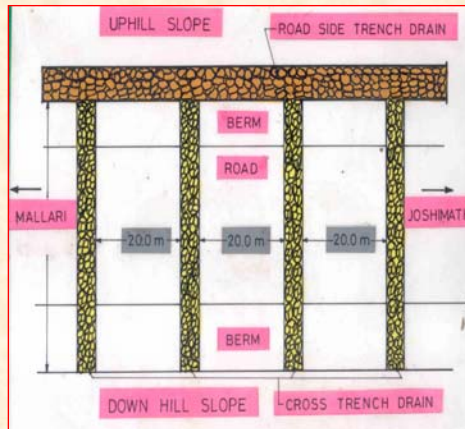 UPHILL SLOPE
ROAD SIDE TRENCH DRAIN
BERM
ROAD
MALLARI
JOSHIMATH
20.0 m
20.0 m
20.0 m
BERM
DOWN HILL SLOPE
CROSS TRENCH DRAIN